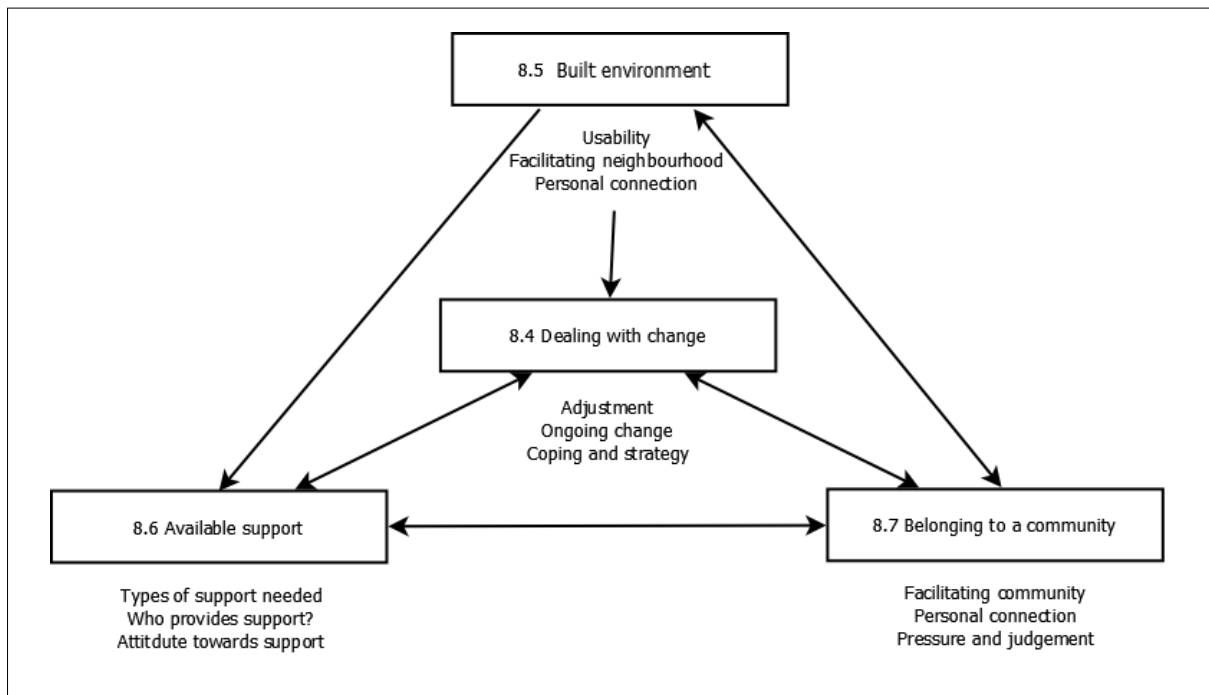 8.5 Built environment
Usability
Facilitating neighbourhood
Personal connection
8.4 Dealing with change
Adjustment
Ongoing change
Coping and strategy
8.6 Available support
Types of support needed
Who provides support?
Attitdute towards support
8.7 Belonging to a community
Facilitating community
Personal connection
Pressure and judgement